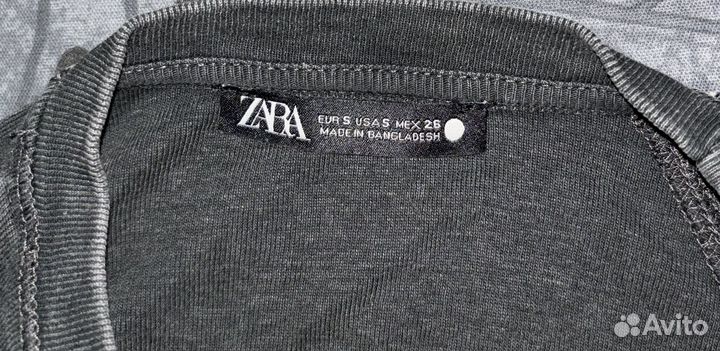 ZARA
EUR S USA S MEX 26
MADE IN BANGLADESH
Avito